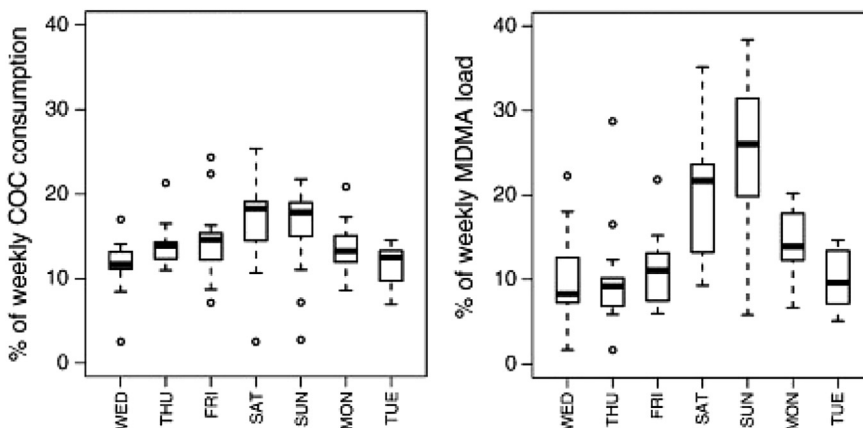 % of weekly COC consumption
40
30
20
10
0
WED
THU
FRI
SAT
SUN
MON
TUE
% of weekly MDMA load
40
30
20
10
0
WED
THU
FRI
SAT
SUN
MON
TUE